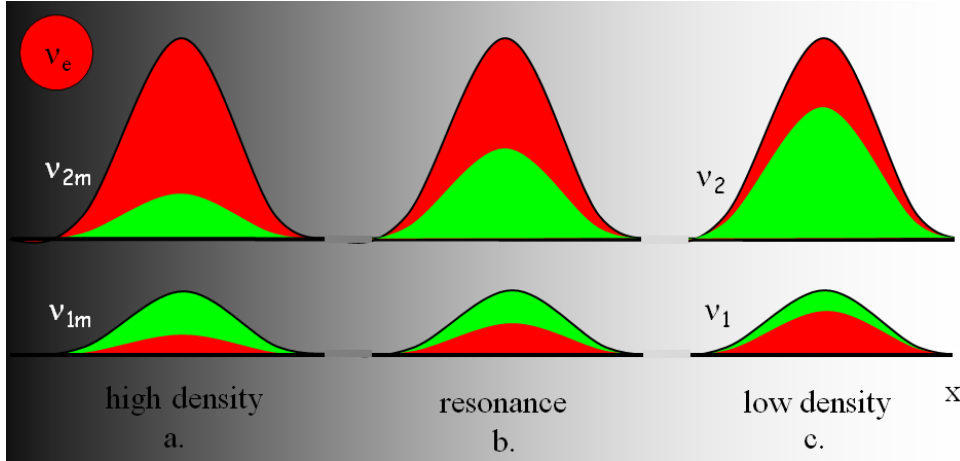 νe
ν2m
ν2
ν1m
ν1
high density
resonance
low density
x
a.
b.
c.